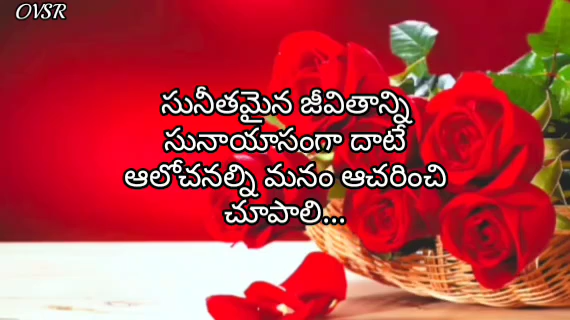 OVSR
సునీతమైన జీవితాన్ని
సునాయాసంగా దాటే
ఆలోచనల్ని మనం ఆచరించి
చూపాలి...